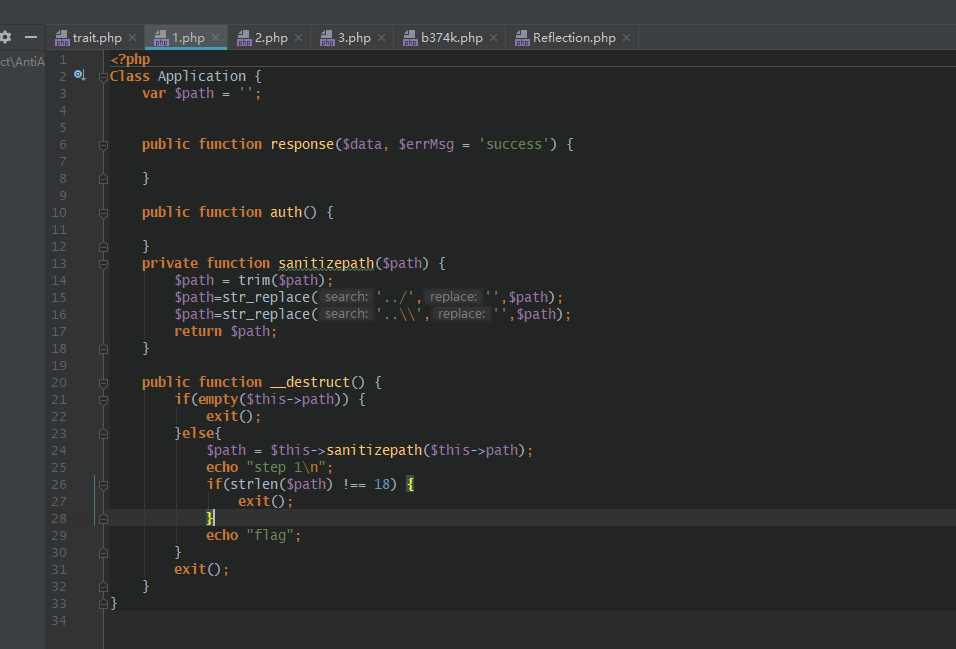 trait.php 1.php 2.php 3.php b374k.php Reflection.php
ct\AntiA
1 <?php
2 Class Application {
3     var $path = '';
4
5
6     public function response($data, $errMsg = 'success') {
7
8     }
9
10     public function auth() {
11
12     }
13     private function sanitizepath($path) {
14         $path = trim($path);
15         $path=str_replace( search: '../', replace: '',$path);
16         $path=str_replace( search: '..\\', replace: '',$path);
17         return $path;
18     }
19
20     public function __destruct() {
21         if(empty($this->path)) {
22             exit();
23         }else{
24             $path = $this->sanitizepath($this->path);
25             echo "step 1\n";
26             if(strlen($path) !== 18) {
27                 exit();
28             }
29             echo "flag";
30         }
31         exit();
32     }
33 }
34